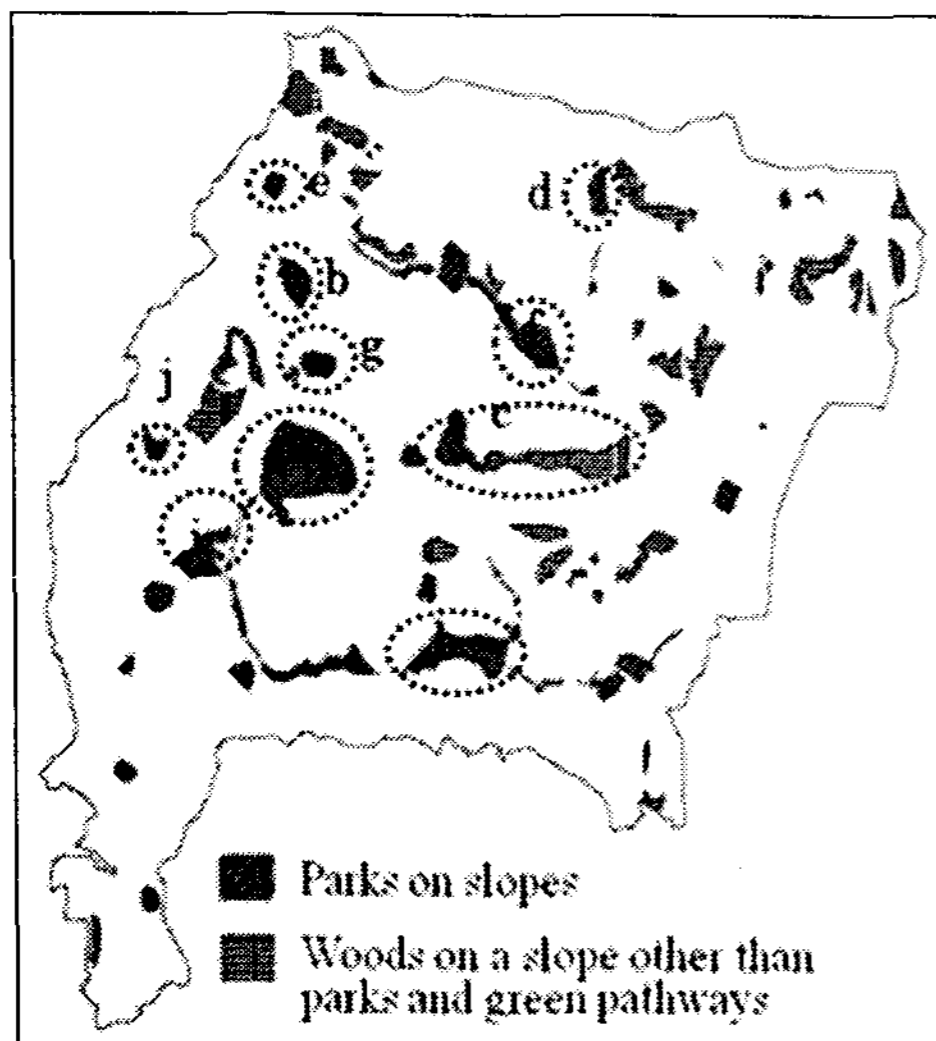 e
d
b
g
j
c
Parks on slopes
Woods on a slope other than
parks and green pathways